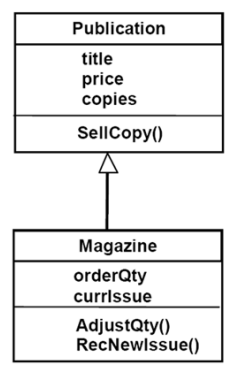 Publication
title
price
copies
SellCopy()
Magazine
orderQty
currIssue
AdjustQty()
RecNewIssue()